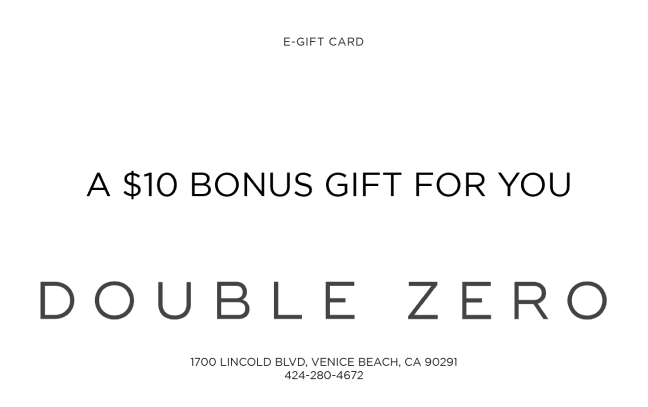 E-GIFT CARD
A $10 BONUS GIFT FOR YOU
DOUBLE ZERO
1700 LINCOLD BLVD, VENICE BEACH, CA 90291
424-280-4672